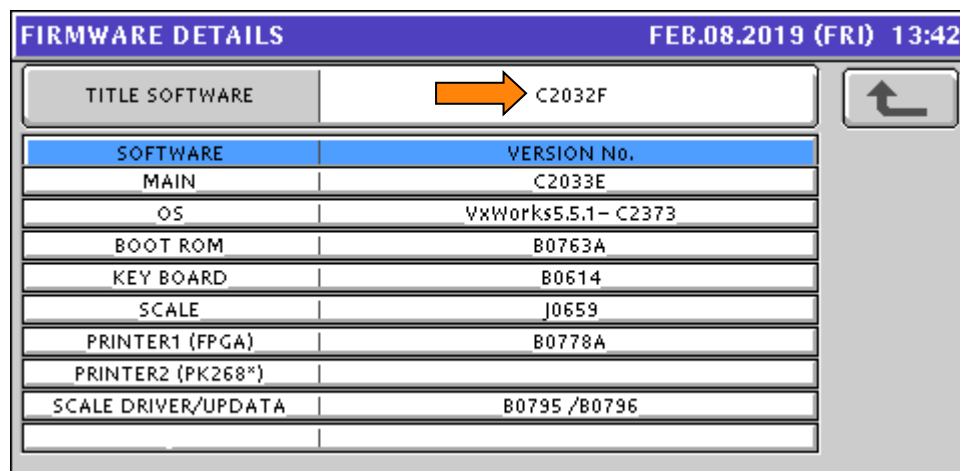 FIRMWARE DETAILS FEB.08.2019 (FRI) 13:42
TITLE SOFTWARE C2032F
SOFTWARE VERSION No.
MAIN C2033E
OS VxWorks5.5.1- C2373
BOOT ROM B0763A
KEY BOARD B0614
SCALE J0659
PRINTER1 (FPGA) B0778A
PRINTER2 (PK268*)
SCALE DRIVER/UPDATA B0795 /B0796